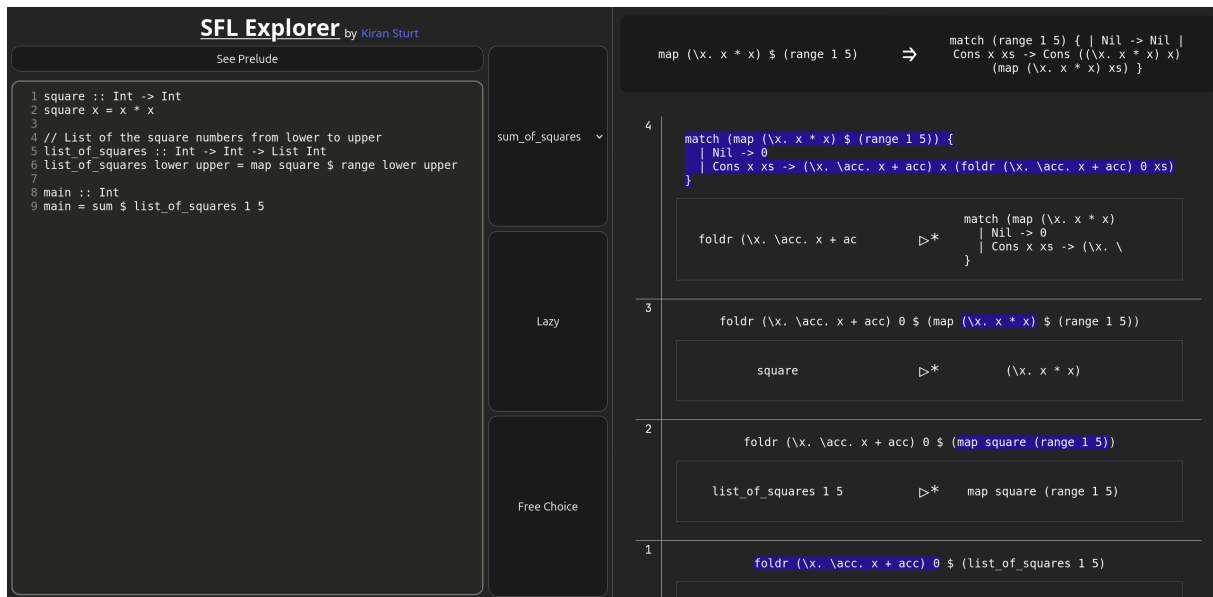 SFL Explorer by Kiran Sturt
See Prelude
1 square :: Int -> Int
2 square x = x * x
3
4 // List of the square numbers from lower to upper
5 list_of_squares :: Int -> Int -> List Int
6 list_of_squares lower upper = map square $ range lower upper
7
8 main :: Int
9 main = sum $ list_of_squares 1 5
sum_of_squares
Lazy
Free Choice
map (\x. x * x) $ (range 1 5)
⇒
match (range 1 5) { | Nil -> Nil |
Cons x xs -> Cons ((\x. x * x) x)
(map (\x. x * x) xs) }
4
match (map (\x. x * x) $ (range 1 5)) {
| Nil -> 0
| Cons x xs -> (\x. \acc. x + acc) x (foldr (\x. \acc. x + acc) 0 xs)
}
foldr (\x. \acc. x + ac
▷*
match (map (\x. x * x)
| Nil -> 0
| Cons x xs -> (\x. \
}
3
foldr (\x. \acc. x + acc) 0 $ (map (\x. x * x) $ (range 1 5))
square ▷* (\x. x * x)
2
foldr (\x. \acc. x + acc) 0 $ (map square (range 1 5))
list_of_squares 1 5 ▷* map square (range 1 5)
1
foldr (\x. \acc. x + acc) 0 $ (list_of_squares 1 5)